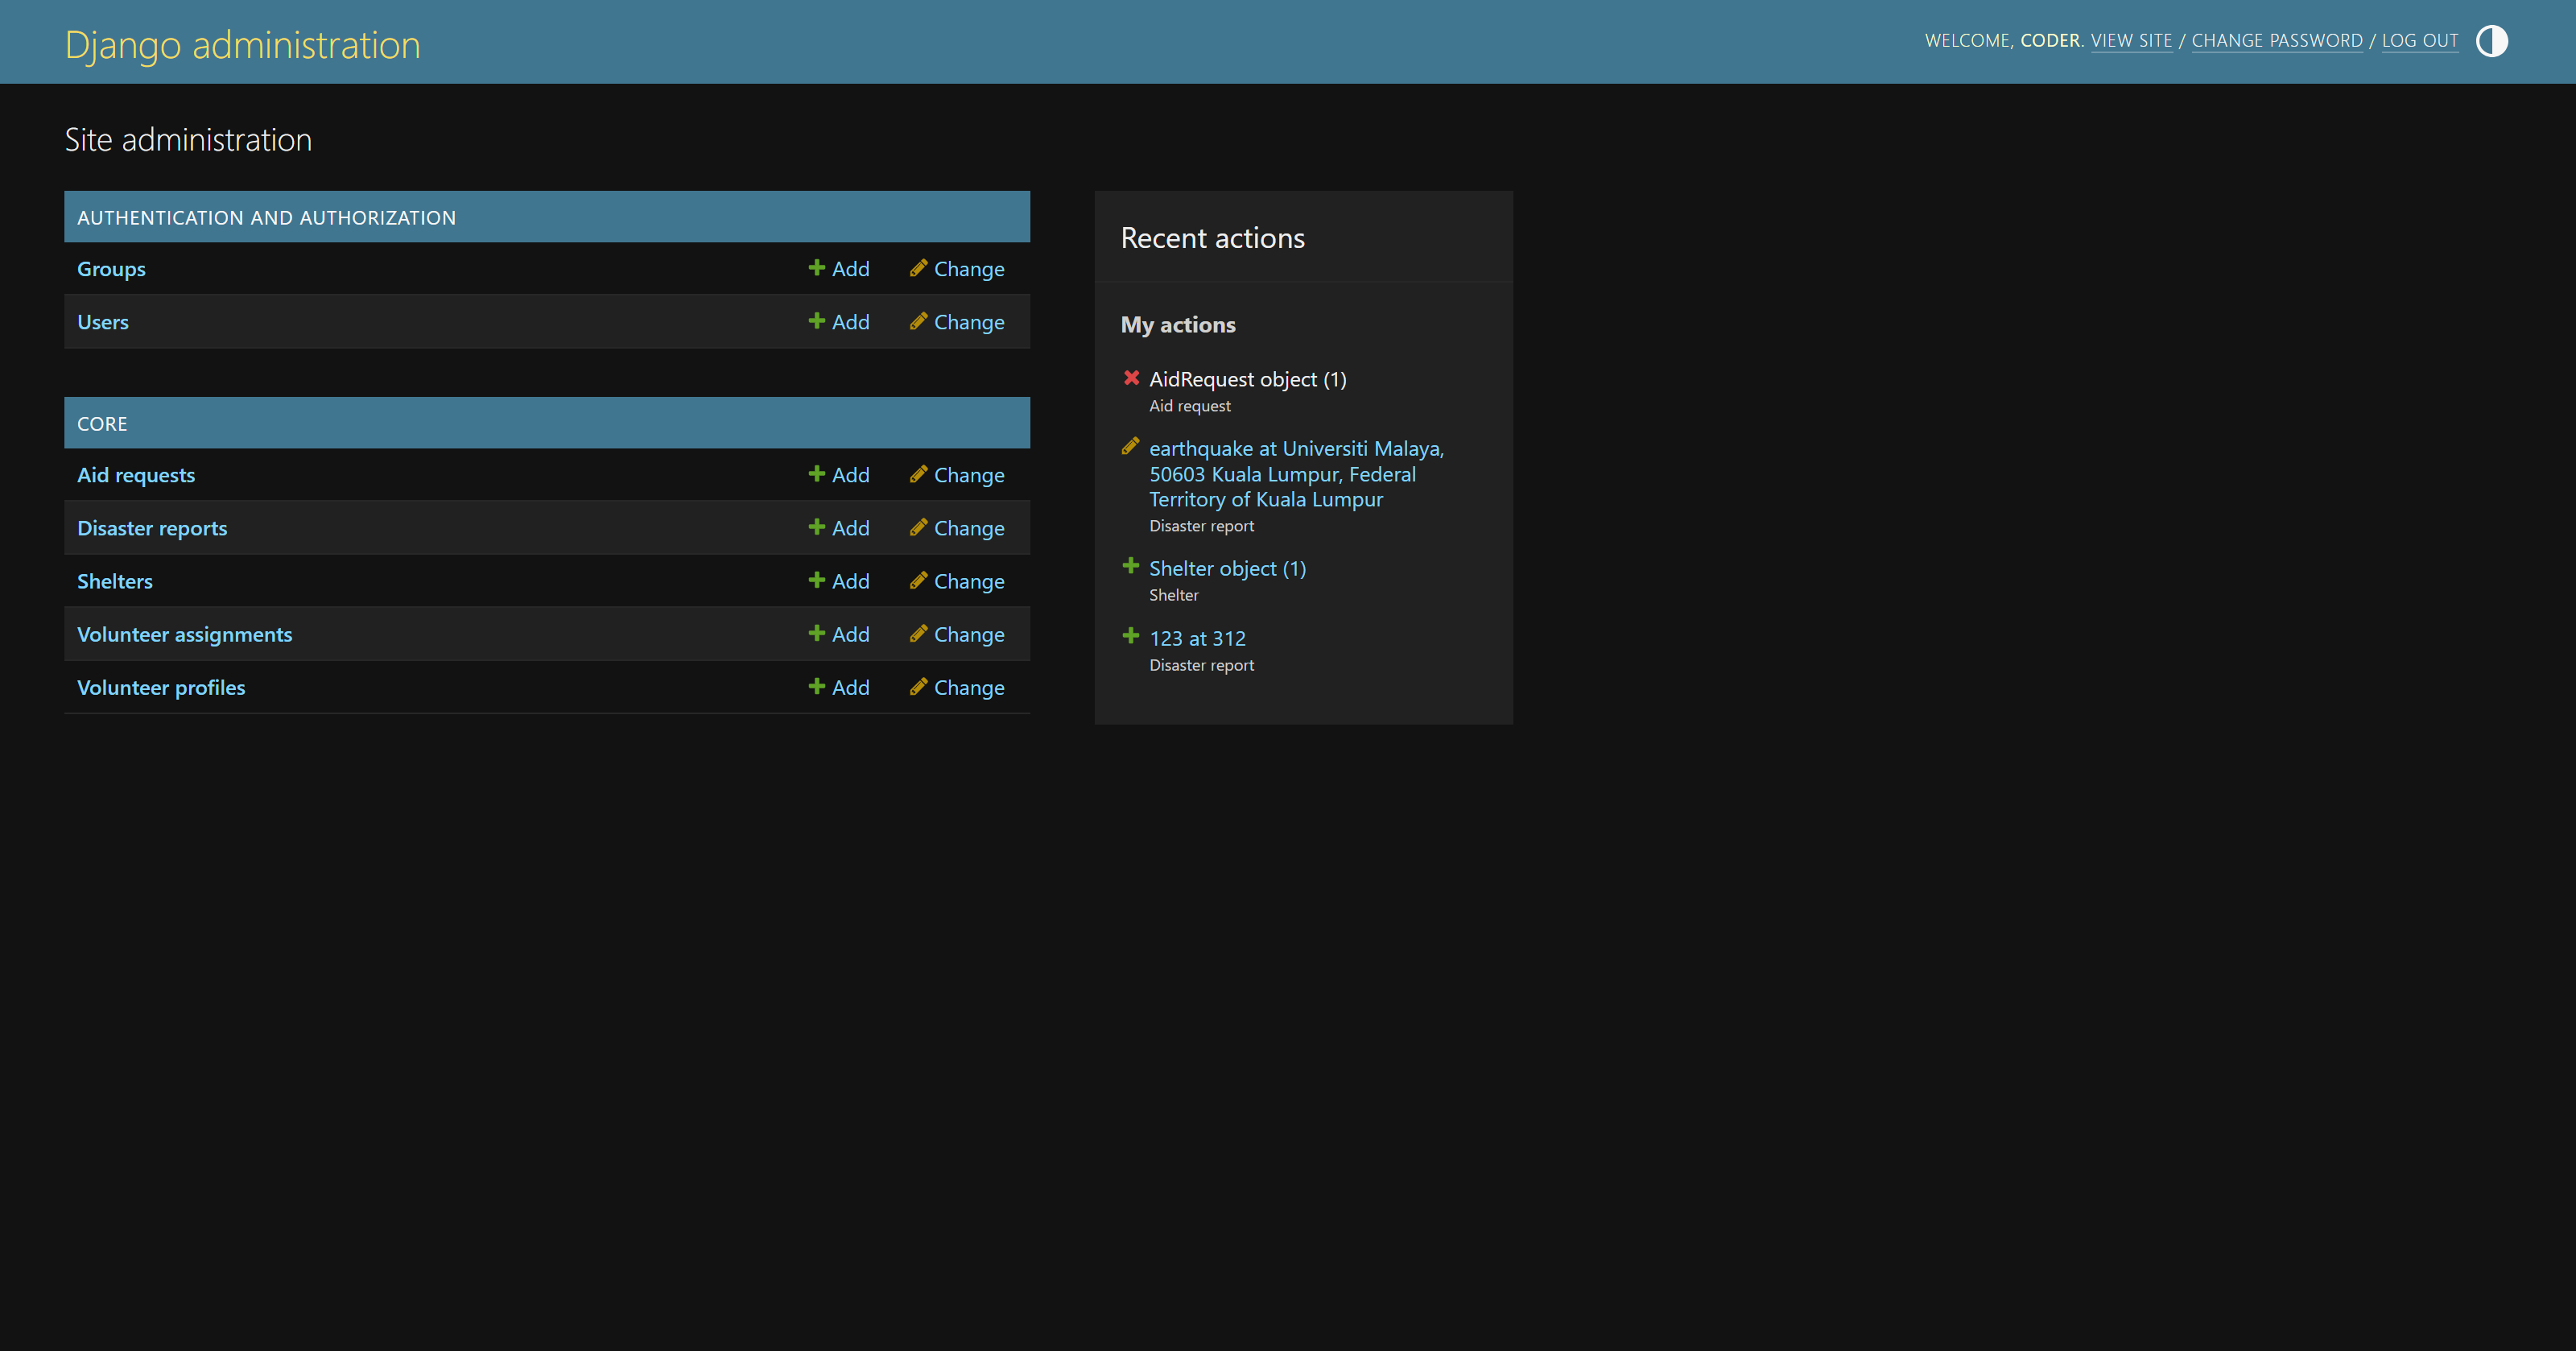 Django administration
WELCOME, CODER. VIEW SITE / CHANGE PASSWORD / LOG OUT
Site administration
AUTHENTICATION AND AUTHORIZATION
Groups Add Change
Users Add Change
CORE
Aid requests Add Change
Disaster reports Add Change
Shelters Add Change
Volunteer assignments Add Change
Volunteer profiles Add Change
Recent actions
My actions
AidRequest object (1)
Aid request
earthquake at Universiti Malaya,
50603 Kuala Lumpur, Federal
Territory of Kuala Lumpur
Disaster report
Shelter object (1)
Shelter
123 at 312
Disaster report